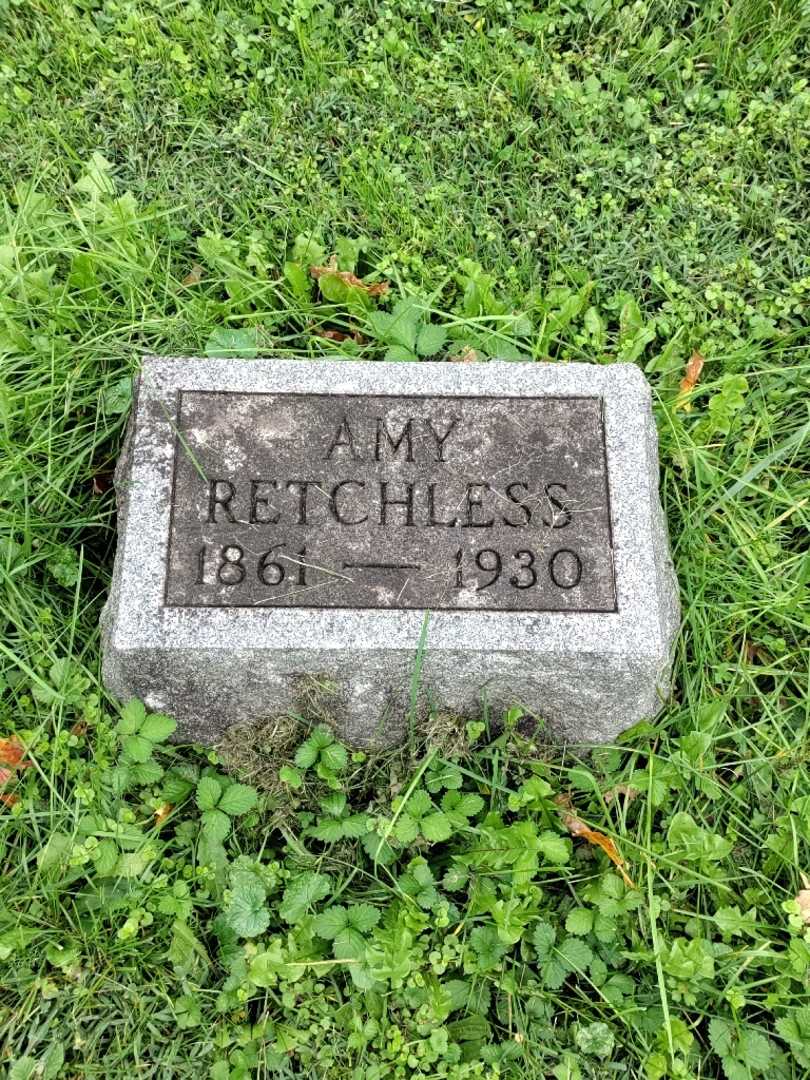 AMY
RETCHLESS
1861 — 1930